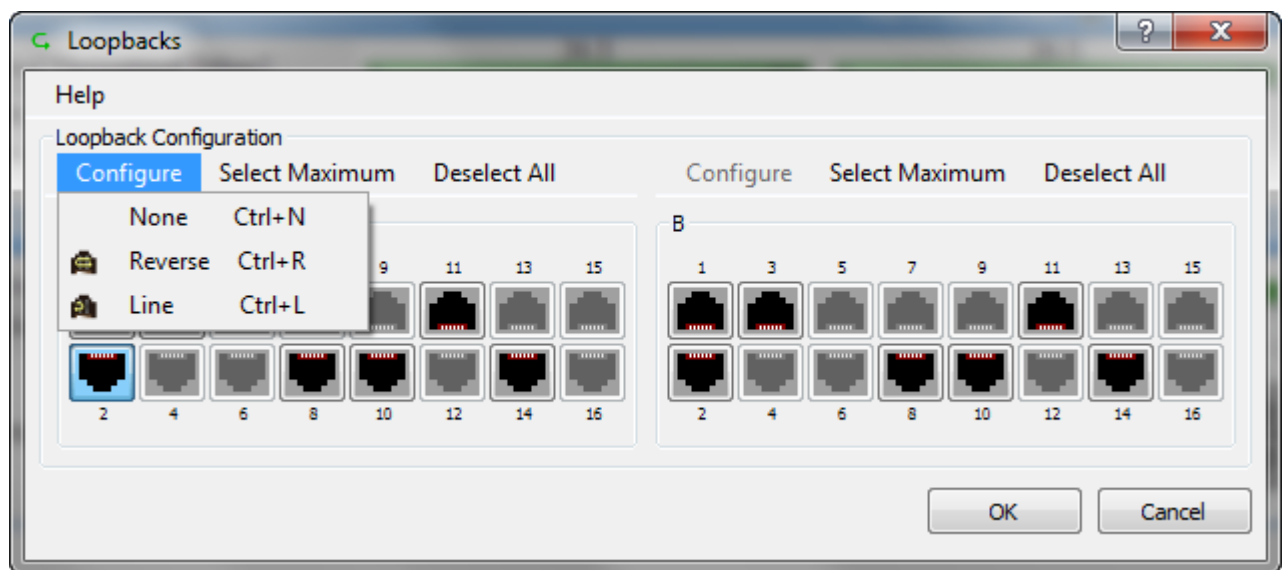 Loopbacks
?
X
Help
Loopback Configuration
Configure Select Maximum Deselect All
Configure Select Maximum Deselect All
None Ctrl+N
Reverse Ctrl+R
Line Ctrl+L
9 11 13 15
2 4 6 8 10 12 14 16
B
1 3 5 7 9 11 13 15
2 4 6 8 10 12 14 16
OK Cancel